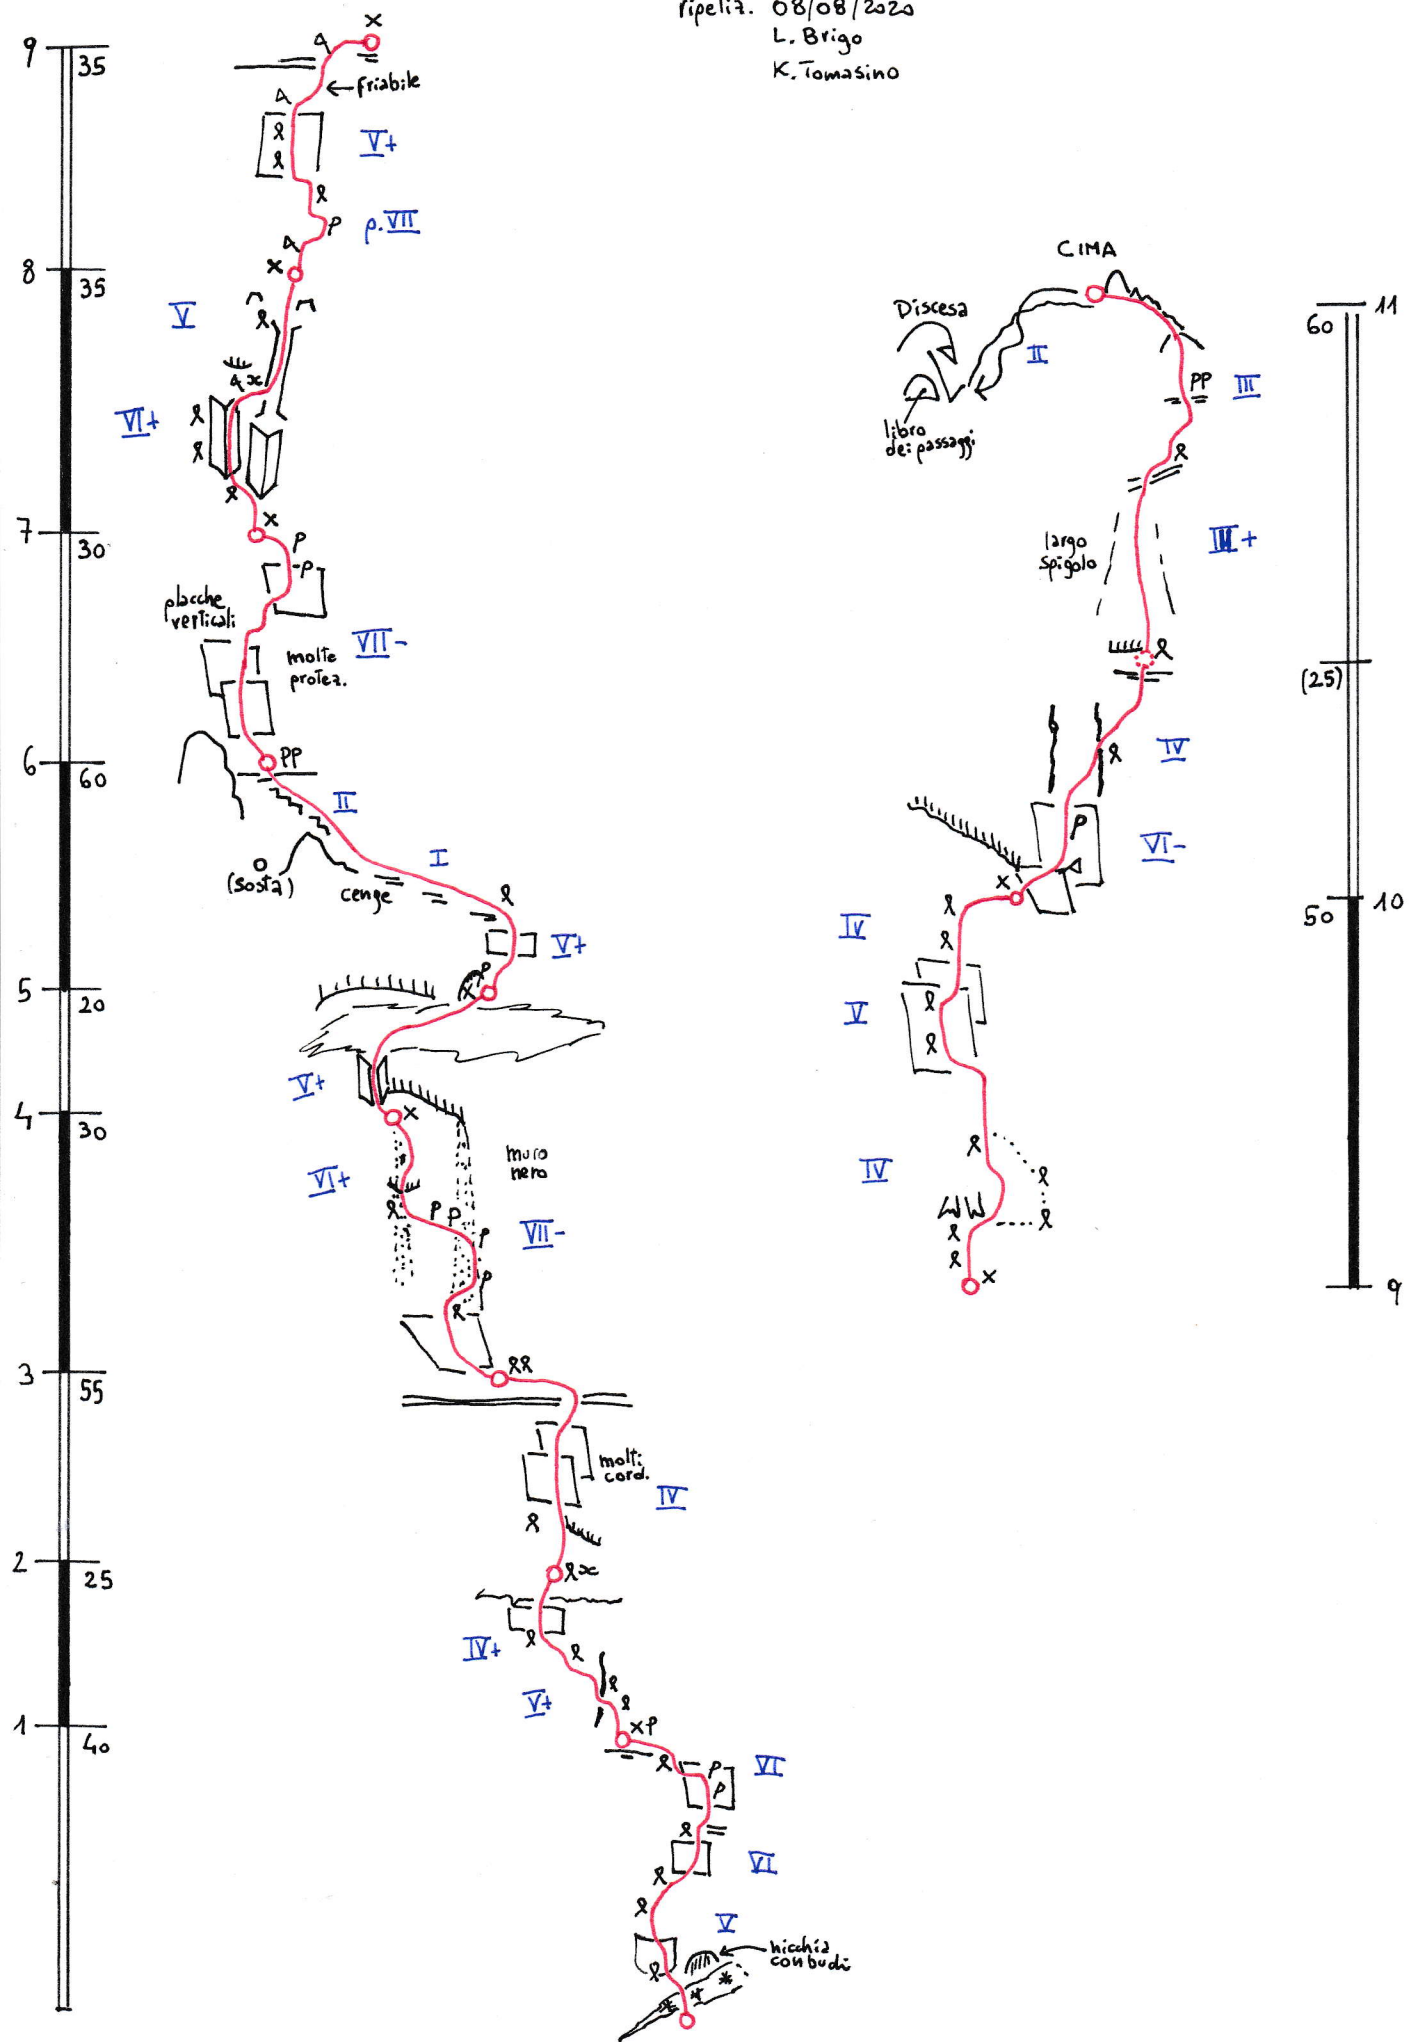 ripetiz. 08/08/2020
L. Brigo
K. Tomasino
9
35
x
friabile
V+
p. VII
P
8
35
x
V
x
VI+
7
30
x
P
P
placche
verticali
VII-
molte
protez.
6
60
PP
II
I
(sosta)
cenge
V+
5
20
P
x
V+
4
30
x
muro
nero
VI+
P P
P
VII-
P
3
55
molti
cord.
IV
2
25
x
IV+
V+
1
40
x P
VI
P
P
VI
V
nicchia
con buchi
CIMA
11
60
Discesa
II
libro
dei passaggi
PP
III
largo
spigolo
III+
(25)
IV
P
VI-
x
10
50
IV
V
IV
x
9